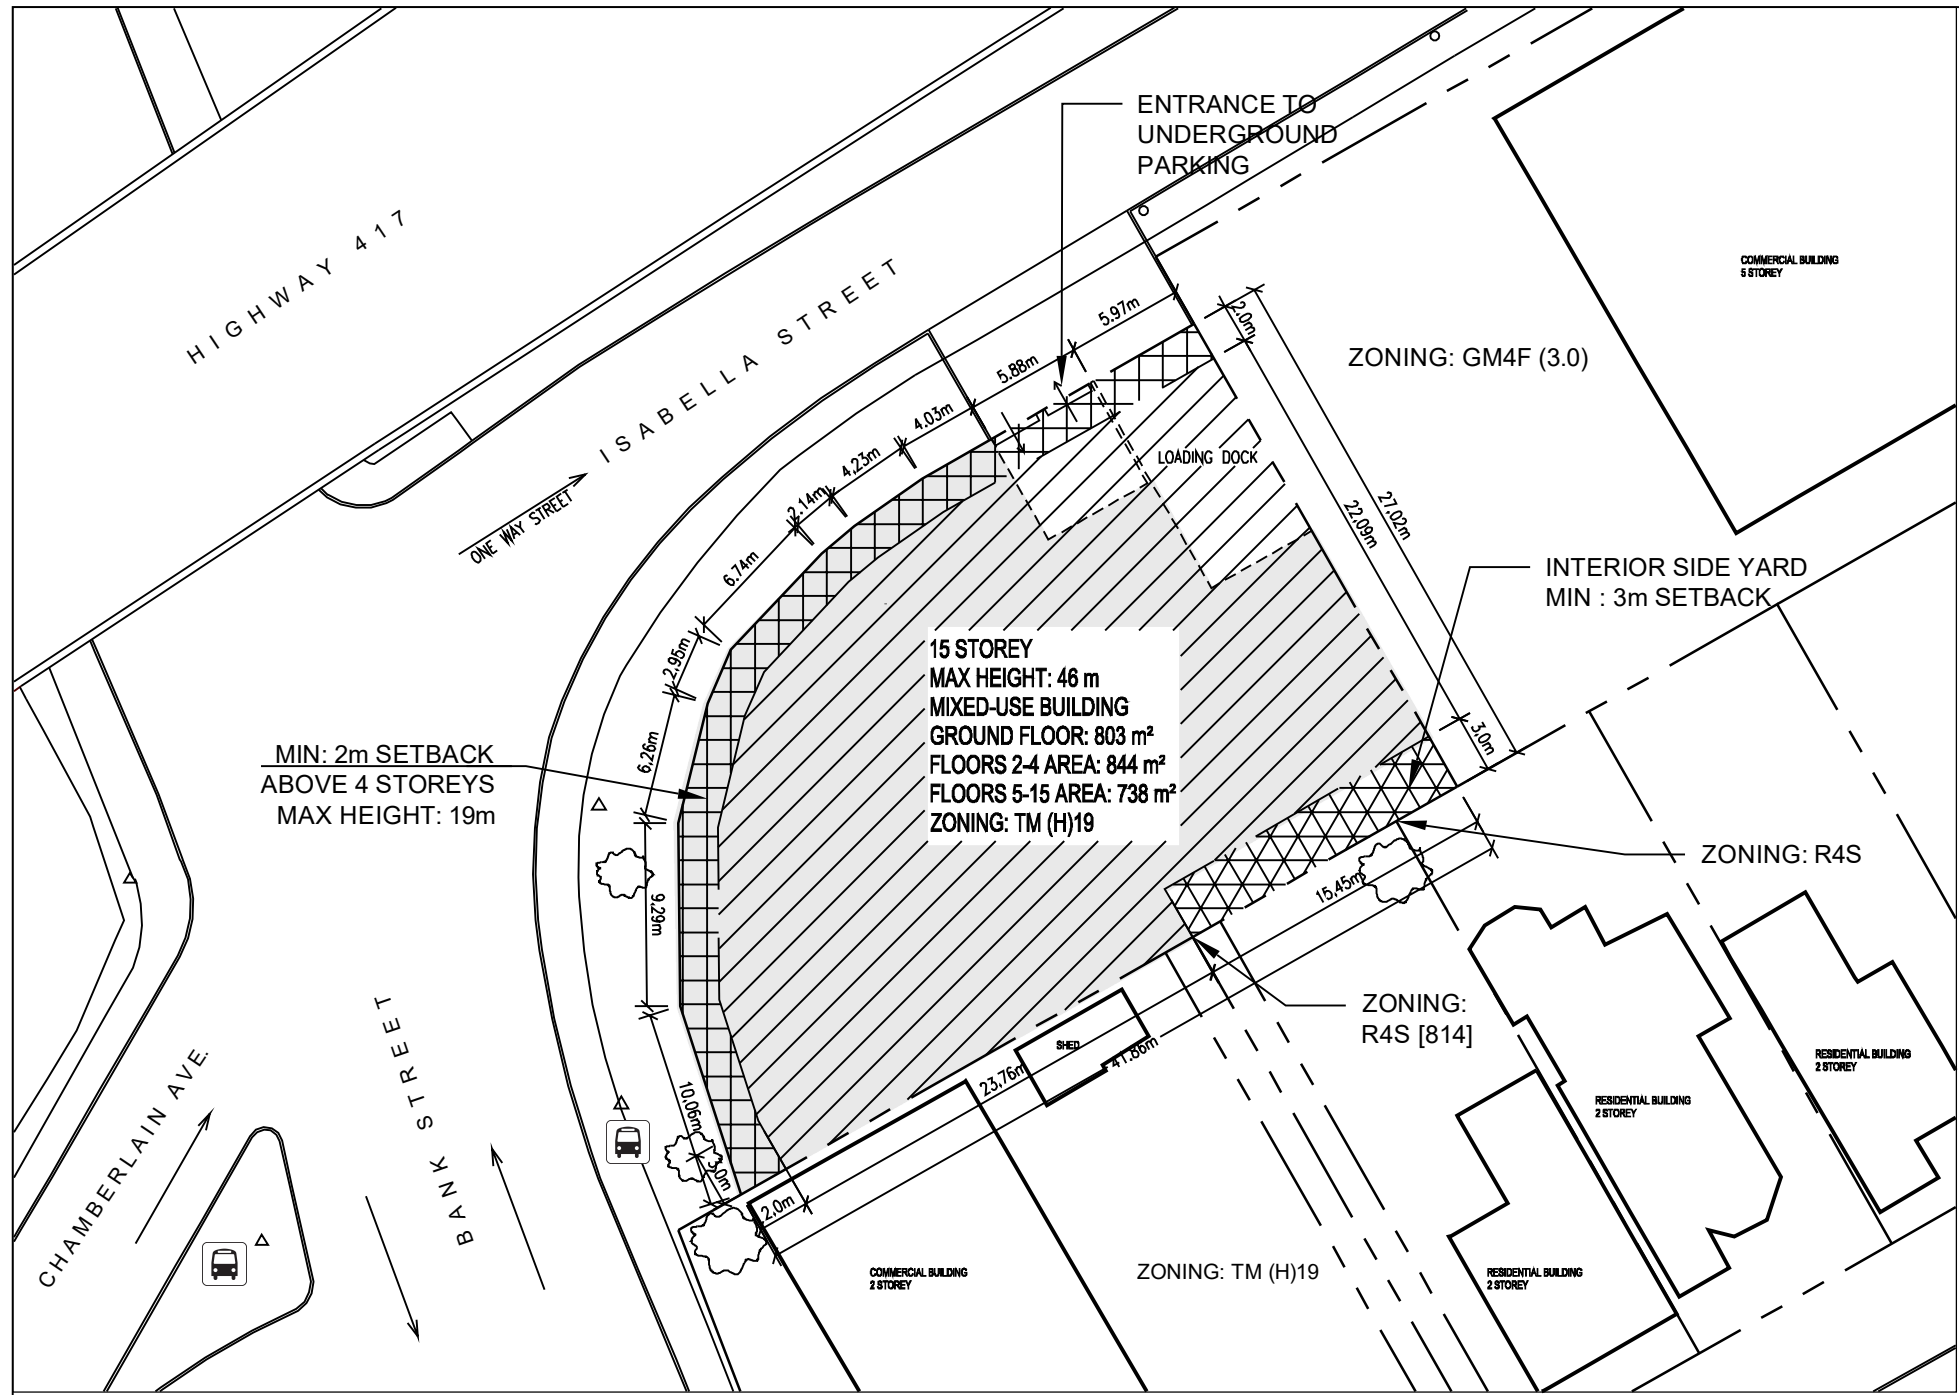 ENTRANCE TO
UNDERGROUND
PARKING
HIGHWAY 417
ISABELLA STREET
ONE WAY STREET
COMMERCIAL BUILDING
5 STOREY
ZONING: GM4F (3.0)
5.97m
2.0m
5.88m
4.03m
4.23m
2.14m
6.74m
2.95m
6.26m
9.29m
10.06m
3.0m
2.0m
LOADING DOCK
27.02m
22.09m
3.0m
INTERIOR SIDE YARD
MIN : 3m SETBACK
15 STOREY
MAX HEIGHT: 46 m
MIXED-USE BUILDING
GROUND FLOOR: 803 m²
FLOORS 2-4 AREA: 844 m²
FLOORS 5-15 AREA: 738 m²
ZONING: TM (H)19
MIN: 2m SETBACK
ABOVE 4 STOREYS
MAX HEIGHT: 19m
ZONING: R4S
15.45m
ZONING:
R4S [814]
SHED
23.76m
41.86m
CHAMBERLAIN AVE.
BANK STREET
COMMERCIAL BUILDING
2 STOREY
ZONING: TM (H)19
RESIDENTIAL BUILDING
2 STOREY
RESIDENTIAL BUILDING
2 STOREY
RESIDENTIAL BUILDING
2 STOREY